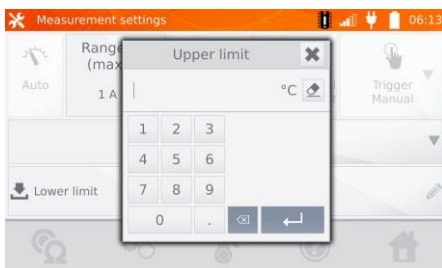 Measurement settings 06:13
Range
(max
Auto
1 A
Upper limit
°C
Trigger
Manual
1 2 3
4 5 6
7 8 9
0 .
Lower limit